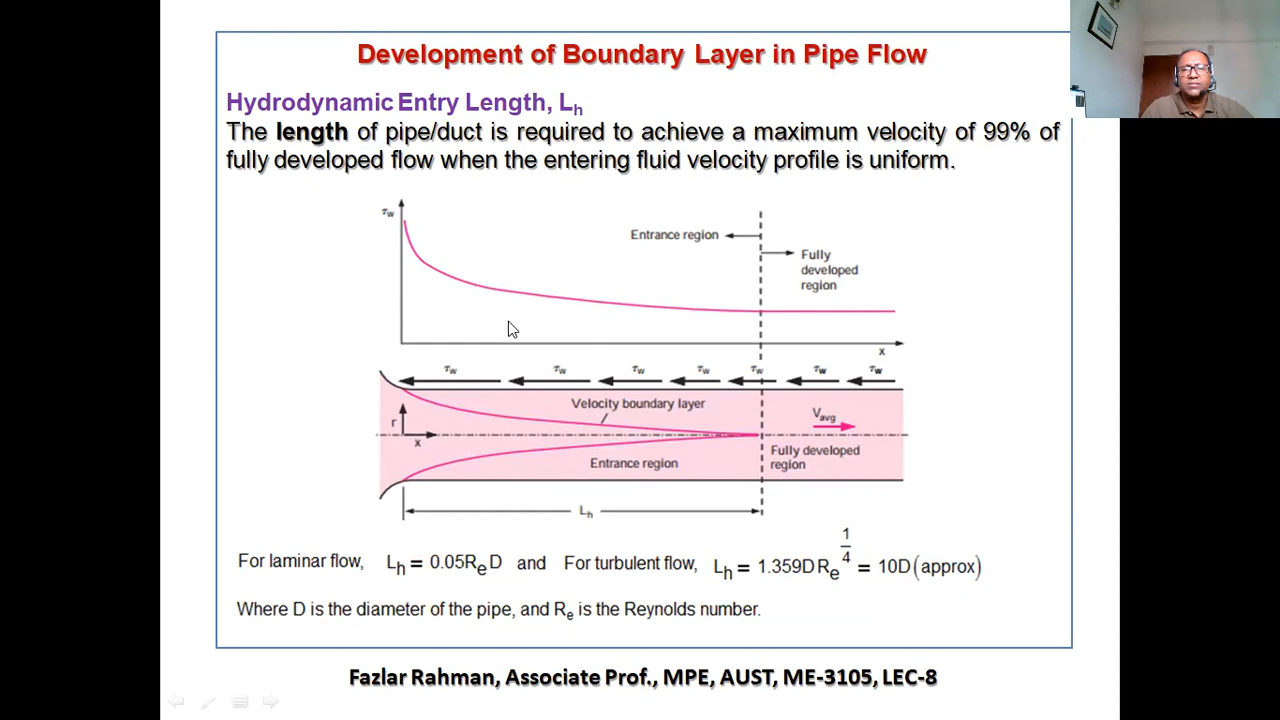 Development of Boundary Layer in Pipe Flow
Hydrodynamic Entry Length, Lh
The length of pipe/duct is required to achieve a maximum velocity of 99% of
fully developed flow when the entering fluid velocity profile is uniform.
τw
Entrance region
Fully
developed
region
x
τw τw τw τw τw τw τw
Velocity boundary layer
Vavg
r
x
Entrance region
Fully developed
region
Lh
For laminar flow, Lh = 0.05ReD and For turbulent flow, Lh = 1.359D Re^1/4 = 10D(approx)
Where D is the diameter of the pipe, and Re is the Reynolds number.
Fazlar Rahman, Associate Prof., MPE, AUST, ME-3105, LEC-8